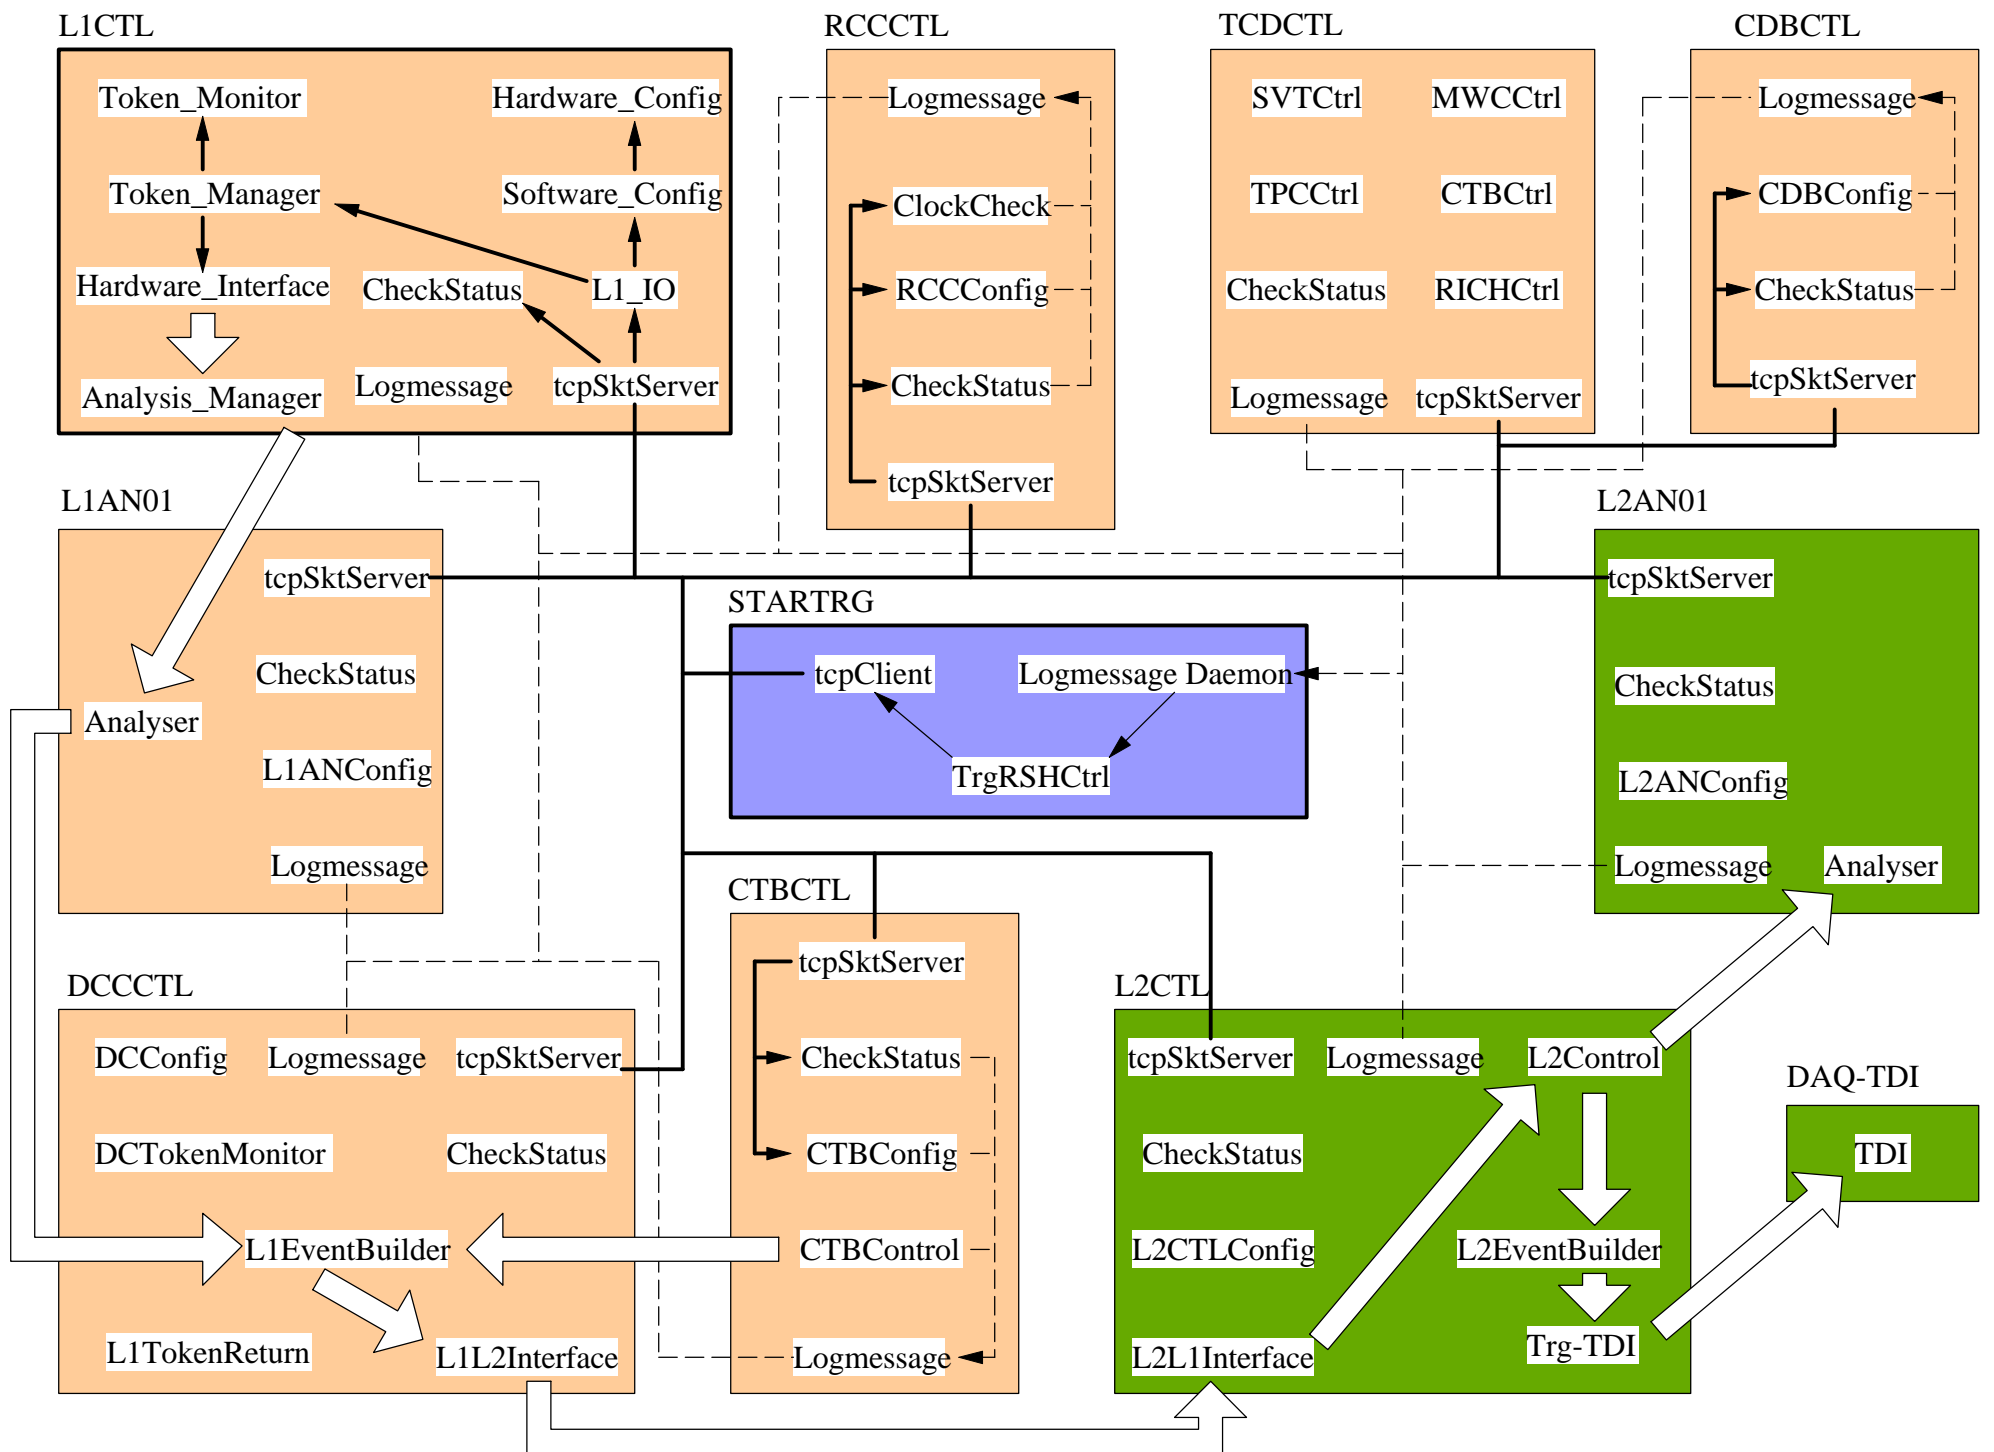 L1CTL
Token_Monitor
Hardware_Config
Token_Manager
Software_Config
Hardware_Interface
CheckStatus
L1_IO
Analysis_Manager
Logmessage
tcpSktServer
RCCCTL
Logmessage
ClockCheck
RCCConfig
CheckStatus
tcpSktServer
TCDCTL
SVTCtrl
MWCCtrl
TPCCtrl
CTBCtrl
CheckStatus
RICHCtrl
Logmessage
tcpSktServer
CDBCTL
Logmessage
CDBConfig
CheckStatus
tcpSktServer
L1AN01
tcpSktServer
CheckStatus
Analyser
L1ANConfig
Logmessage
STARTRG
tcpClient
Logmessage Daemon
TrgRSHCtrl
L2AN01
tcpSktServer
CheckStatus
L2ANConfig
Logmessage
Analyser
DCCCTL
DCConfig
Logmessage
tcpSktServer
DCTokenMonitor
CheckStatus
L1EventBuilder
L1TokenReturn
L1L2Interface
CTBCTL
tcpSktServer
CheckStatus
CTBConfig
CTBControl
Logmessage
L2CTL
tcpSktServer
Logmessage
L2Control
CheckStatus
L2CTLConfig
L2EventBuilder
L2L1Interface
Trg-TDI
DAQ-TDI
TDI